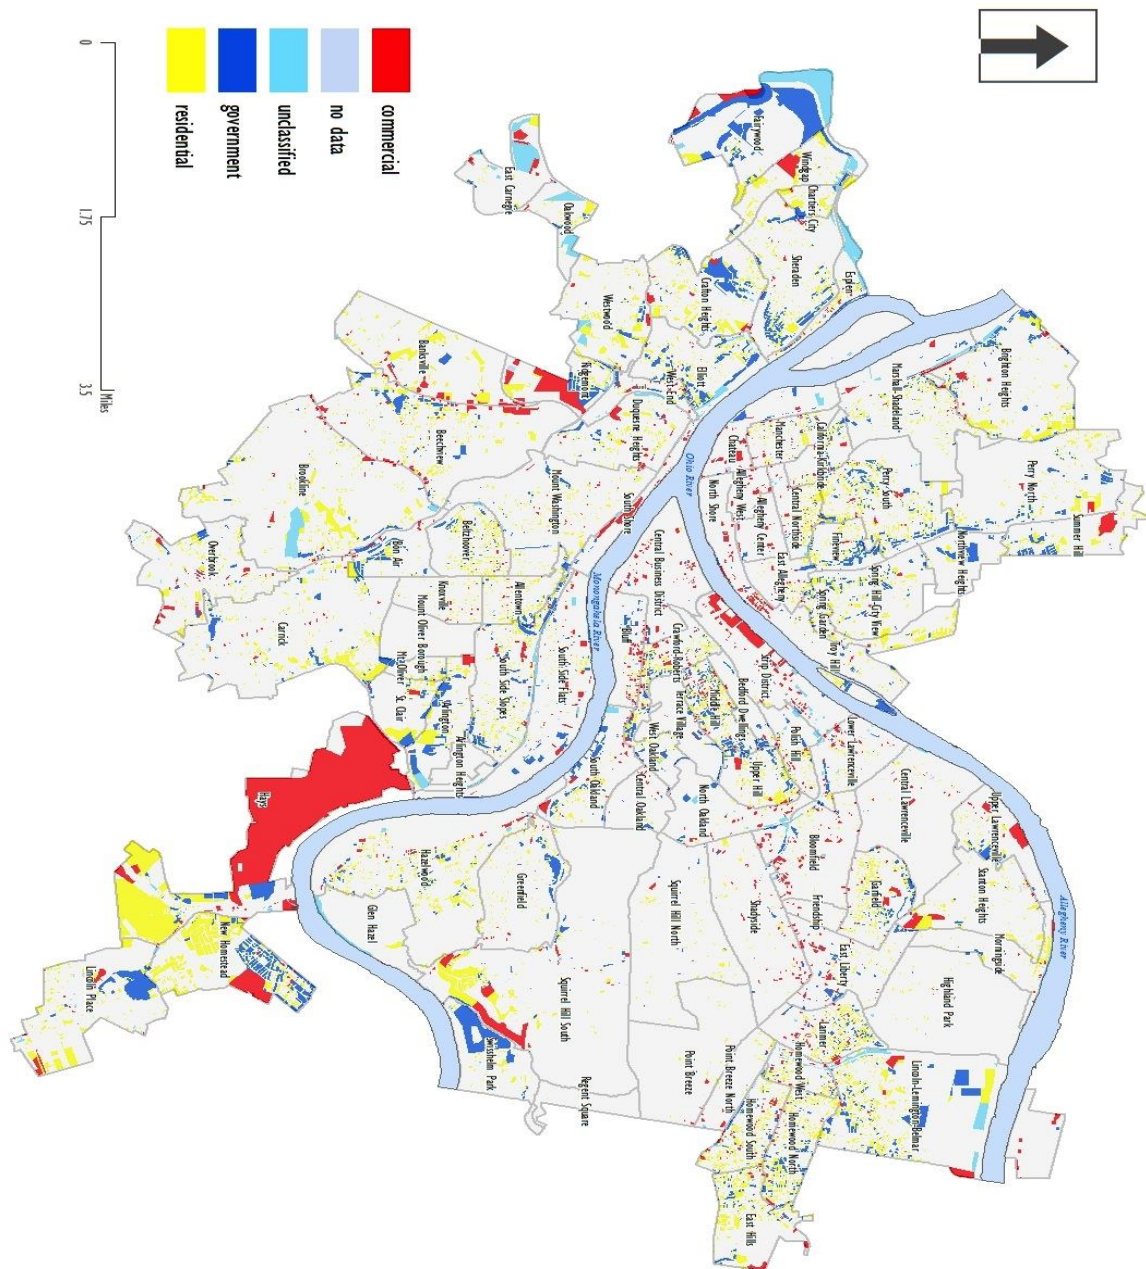 commercial
no data
unclassified
government
residential
0
1.75
3.5
Miles
Fairywood
Windgap
Chartiers City
Esplen
Sheraden
East Carnegie
Oakwood
Crafton Heights
Westwood
Elliott
West-End
Ridgemont
Duquesne Heights
Banksville
Beechview
Mount Washington
South Shore
Brookline
Beltzhoover
Bon Air
Overbrook
Carrick
Knoxville
Allentown
Mount Oliver Borough
Mt. Oliver
St. Clair
Arlington
Arlington Heights
South Side Slopes
South Side Flats
Hays
New Homestead
Lincoln Place
Brighton Heights
Marshall-Shadeland
Perry North
Summer Hill
Perry South
Northview Heights
California-Kirkbride
Manchester
Chateau
Allegheny West
North Shore
Allegheny Center
Central Northside
East Allegheny
Fineview
Spring Hill-City View
Spring Garden
Troy Hill
Ohio River
Monongahela River
Allegheny River
Central Business District
Bluff
Crawford-Roberts
Terrace Village
West Oakland
Middle Hill
Bedford Dwellings
Upper Hill
Strip District
Polish Hill
Lower Lawrenceville
Central Lawrenceville
Upper Lawrenceville
Stanton Heights
Morningside
Highland Park
Garfield
Bloomfield
Friendship
East Liberty
Larimer
Lincoln-Lemington-Belmar
Homewood West
Homewood North
Homewood South
East Hills
Point Breeze North
Point Breeze
Shadyside
North Oakland
Central Oakland
South Oakland
Squirrel Hill North
Squirrel Hill South
Regent Square
Swisshelm Park
Greenfield
Hazelwood
Glen Hazel